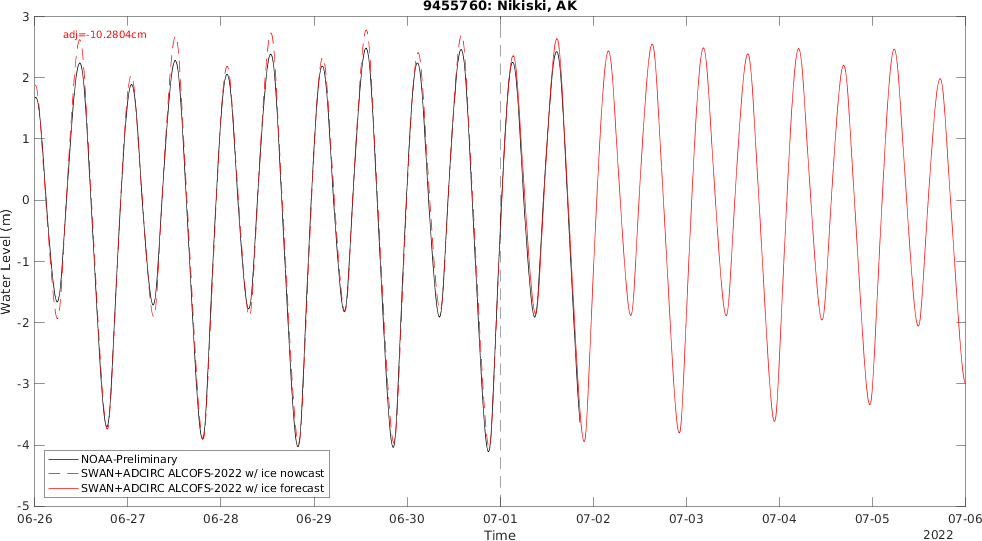 9455760: Nikiski, AK
adj=-10.2804cm
3
2
1
0
-1
-2
-3
-4
-5
Water Level (m)
NOAA-Preliminary
SWAN+ADCIRC ALCOFS-2022 w/ ice nowcast
SWAN+ADCIRC ALCOFS-2022 w/ ice forecast
06-26 06-27 06-28 06-29 06-30 07-01 07-02 07-03 07-04 07-05 07-06
Time
2022